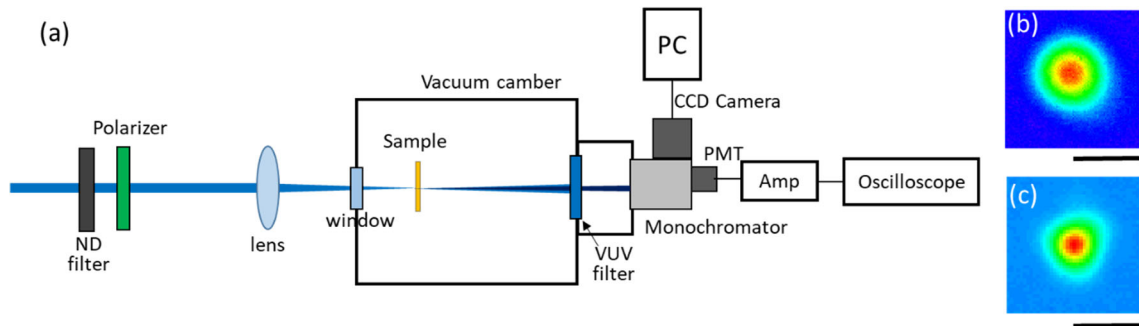 (a)
Polarizer
ND
filter
lens
Vacuum camber
Sample
window
VUV
filter
PC
CCD Camera
PMT
Monochromator
Amp
Oscilloscope
(b)
(c)